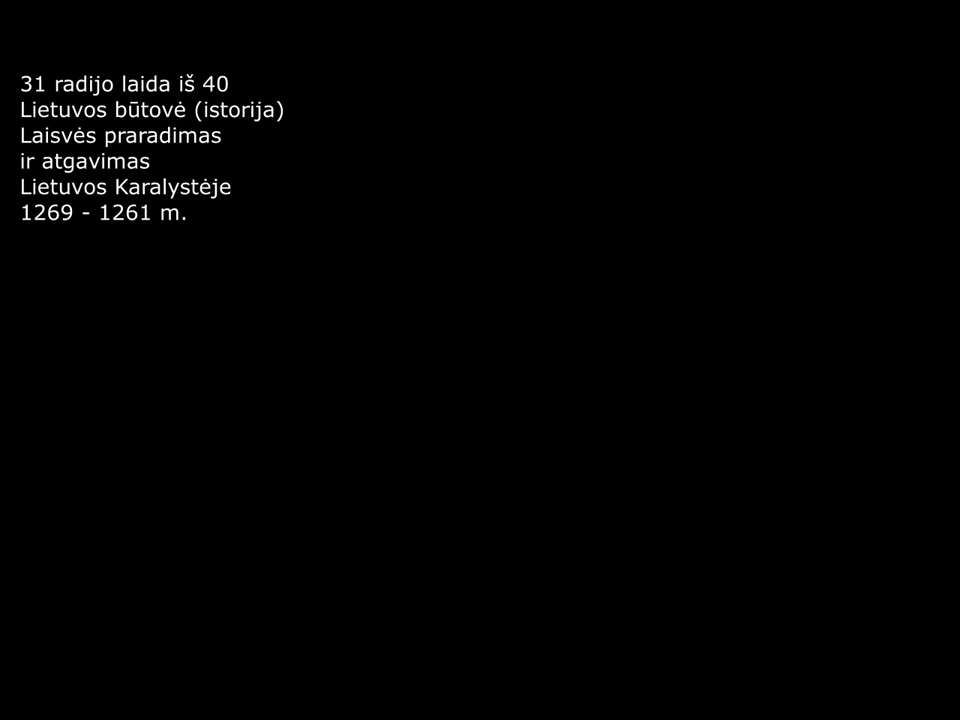 31 radijo laida iš 40
Lietuvos būtovė (istorija)
Laisvės praradimas
ir atgavimas
Lietuvos Karalystėje
1269 - 1261 m.